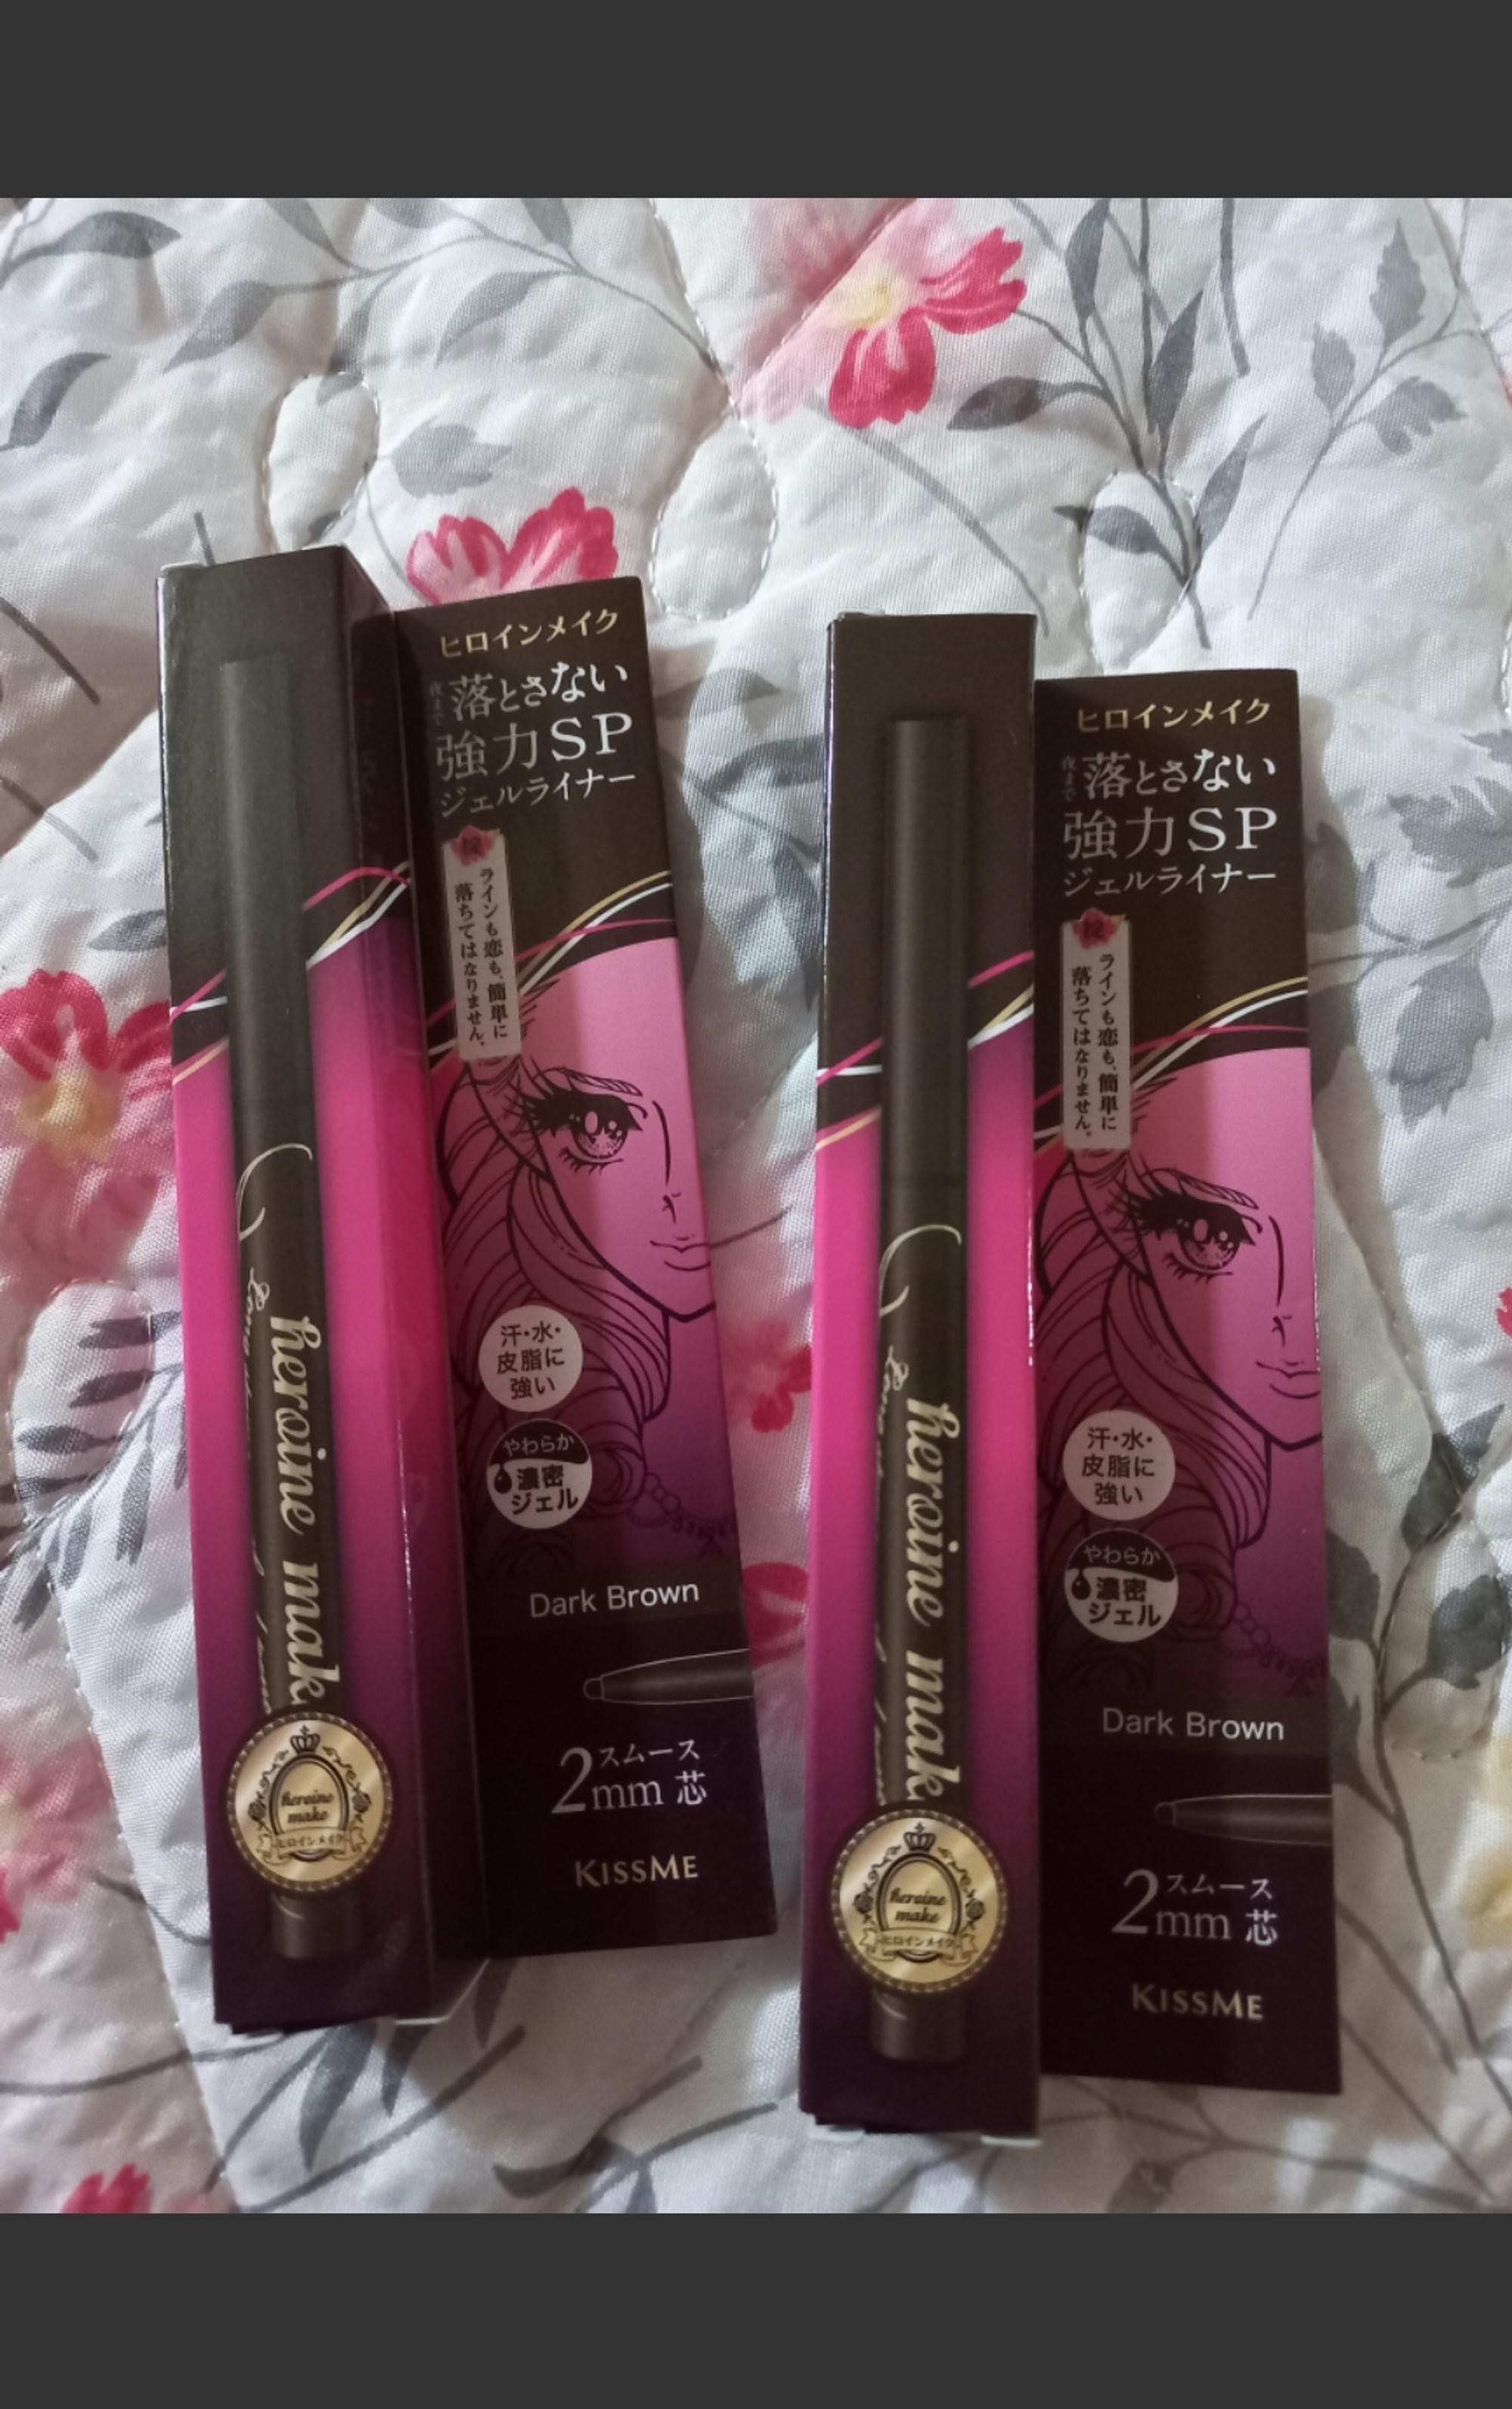 ヒロインメイク
夜まで
落とさない
強力SP
ジェルライナー
掟
ラインも恋も、簡単に
落ちてはなりません。
汗・水・
皮脂に
強い
やわらか
濃密
ジェル
Dark Brown
2mm
スムース
芯
KISSME
heroine make
heroine
make
ヒロインメイク
ヒロインメイク
夜まで
落とさない
強力SP
ジェルライナー
掟
ラインも恋も、簡単に
落ちてはなりません。
汗・水・
皮脂に
強い
やわらか
濃密
ジェル
Dark Brown
2mm
スムース
芯
KISSME
heroine make
heroine
make
ヒロインメイク